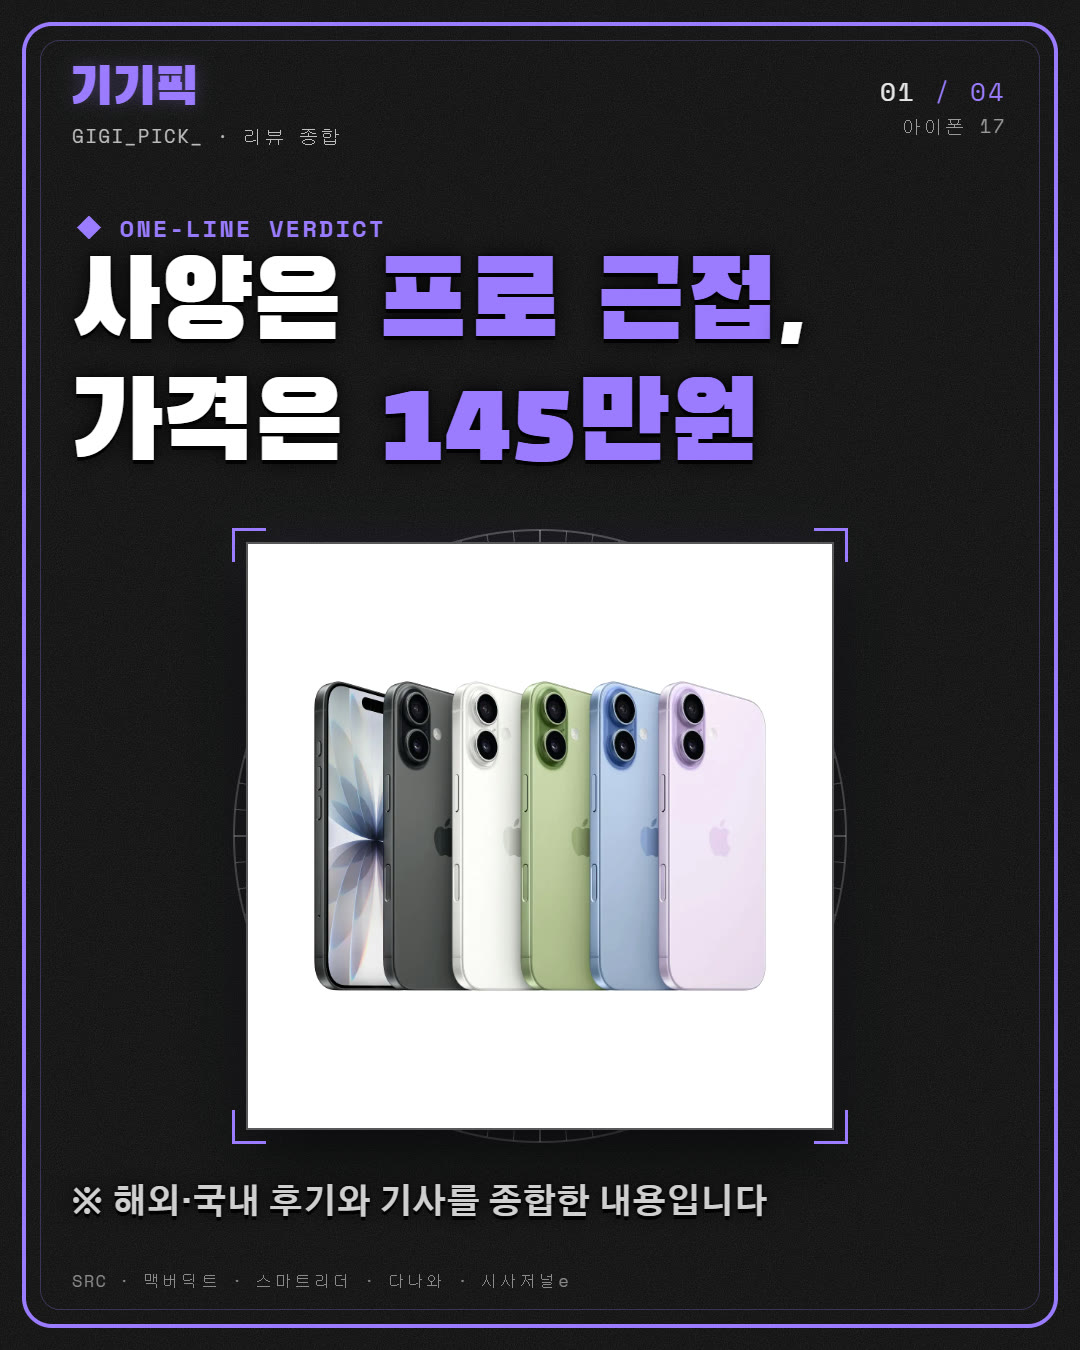 기기픽
GIGI_PICK_ · 리뷰 종합
01 / 04
아이폰 17
◆ ONE-LINE VERDICT
사양은 프로 근접,
가격은 145만원
※ 해외·국내 후기와 기사를 종합한 내용입니다
SRC · 맥버딕트 · 스마트리더 · 다나와 · 시사저널e